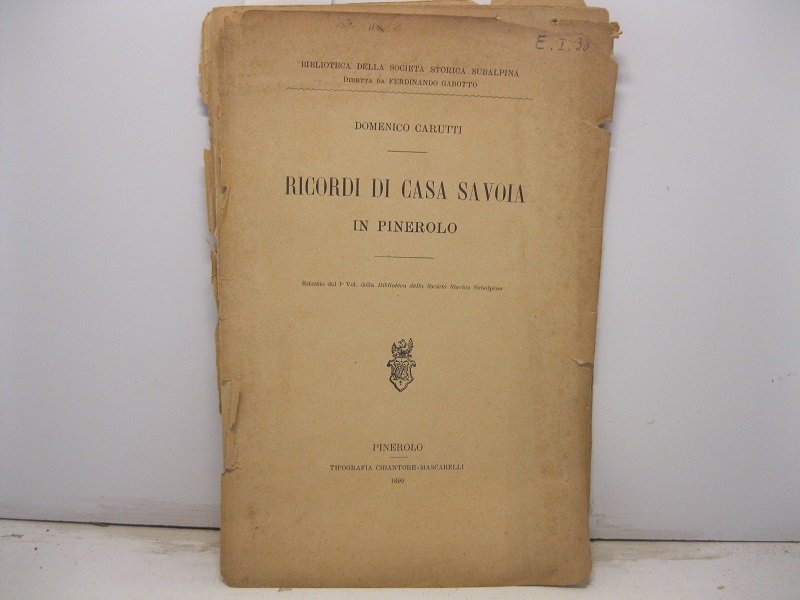 E. I. 30
BIBLIOTECA DELLA SOCIETÀ STORICA SUBALPINA
DIRETTA DA FERDINANDO GABOTTO
DOMENICO CARUTTI
RICORDI DI CASA SAVOIA
IN PINEROLO
Estratto dal 1º Vol. della Biblioteca della Società Storica Subalpina
PINEROLO
TIPOGRAFIA CHIANTORE-MASCARELLI
1899